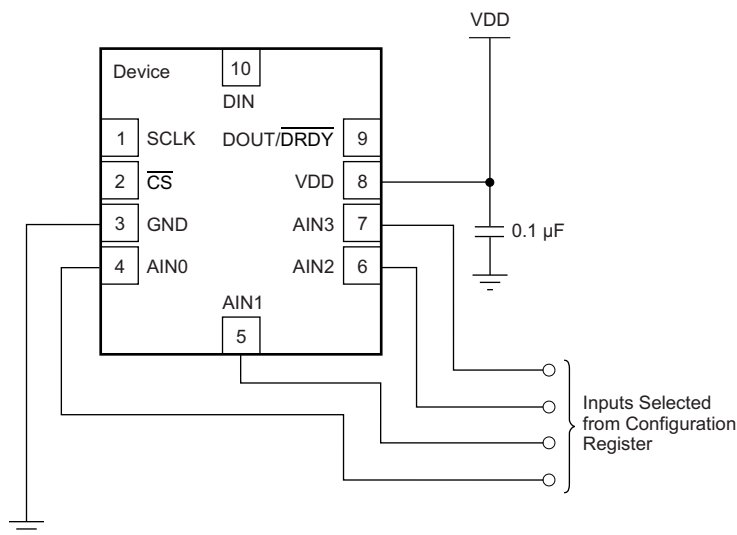 VDD
Device
10
DIN
1 SCLK DOUT/DRDY 9
2 CS VDD 8
3 GND AIN3 7
0.1 µF
4 AIN0 AIN2 6
AIN1
5
Inputs Selected
from Configuration
Register